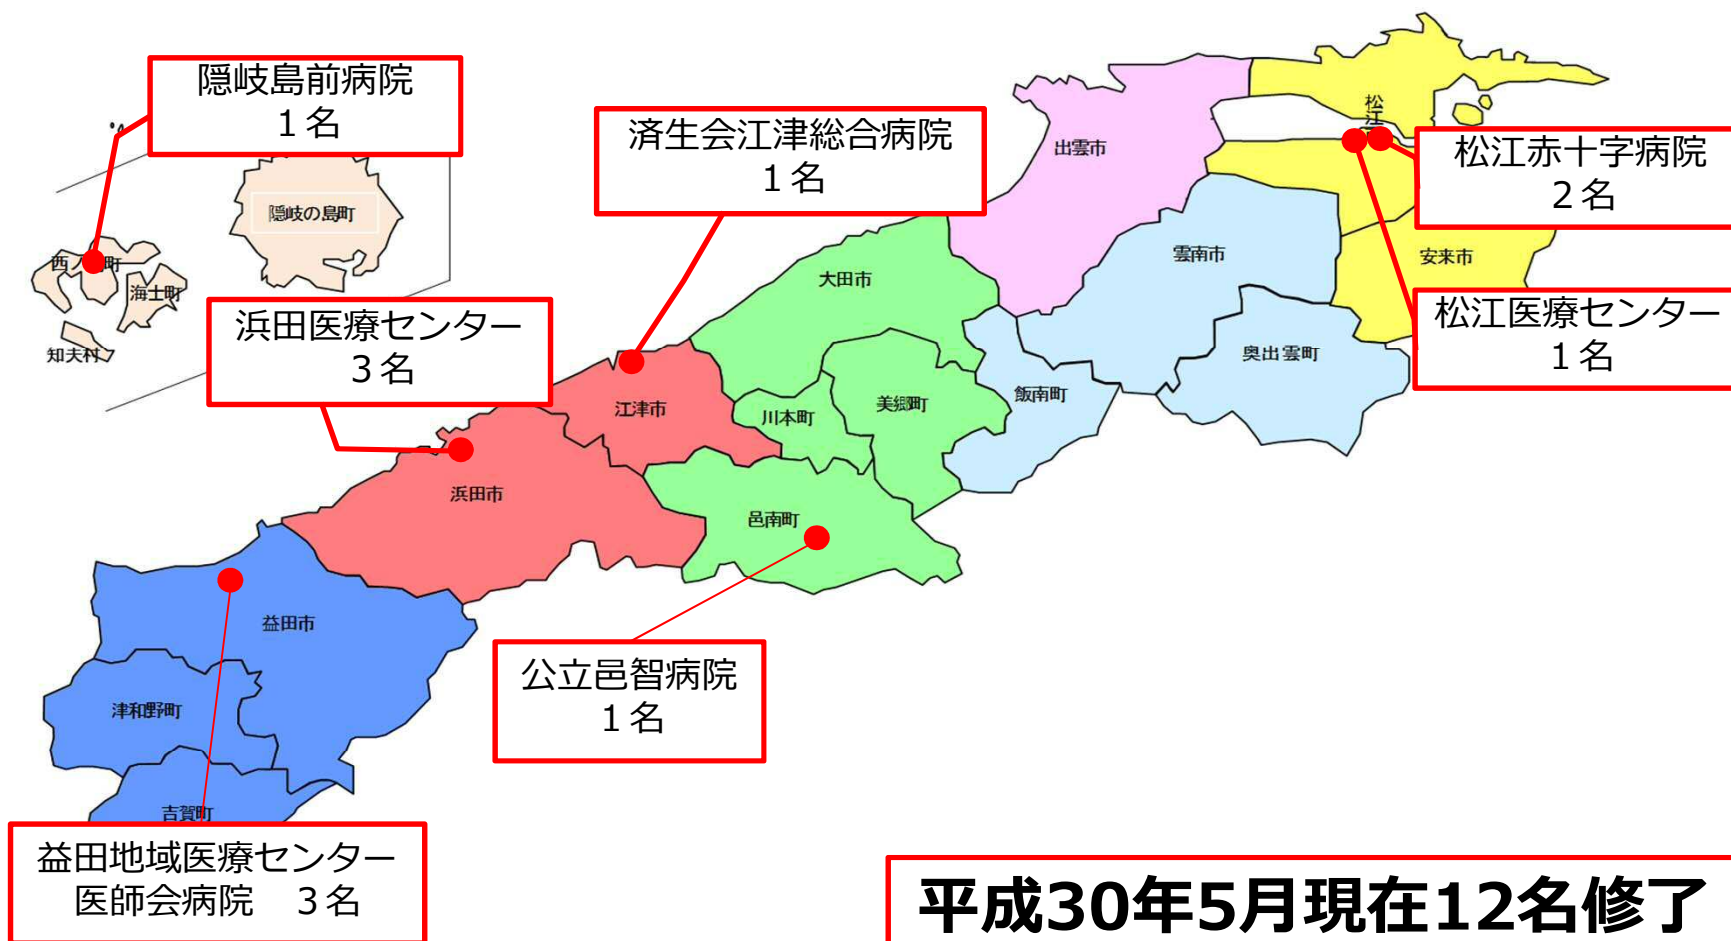 隠岐島前病院
１名
済生会江津総合病院
１名
松江赤十字病院
２名
松江医療センター
１名
浜田医療センター
３名
公立邑智病院
１名
益田地域医療センター
医師会病院　３名
隠岐の島町
海士町
知夫村
出雲市
雲南市
安来市
大田市
奥出雲町
飯南町
美郷町
川本町
江津市
浜田市
邑南町
益田市
津和野町
吉賀町
平成30年5月現在12名修了